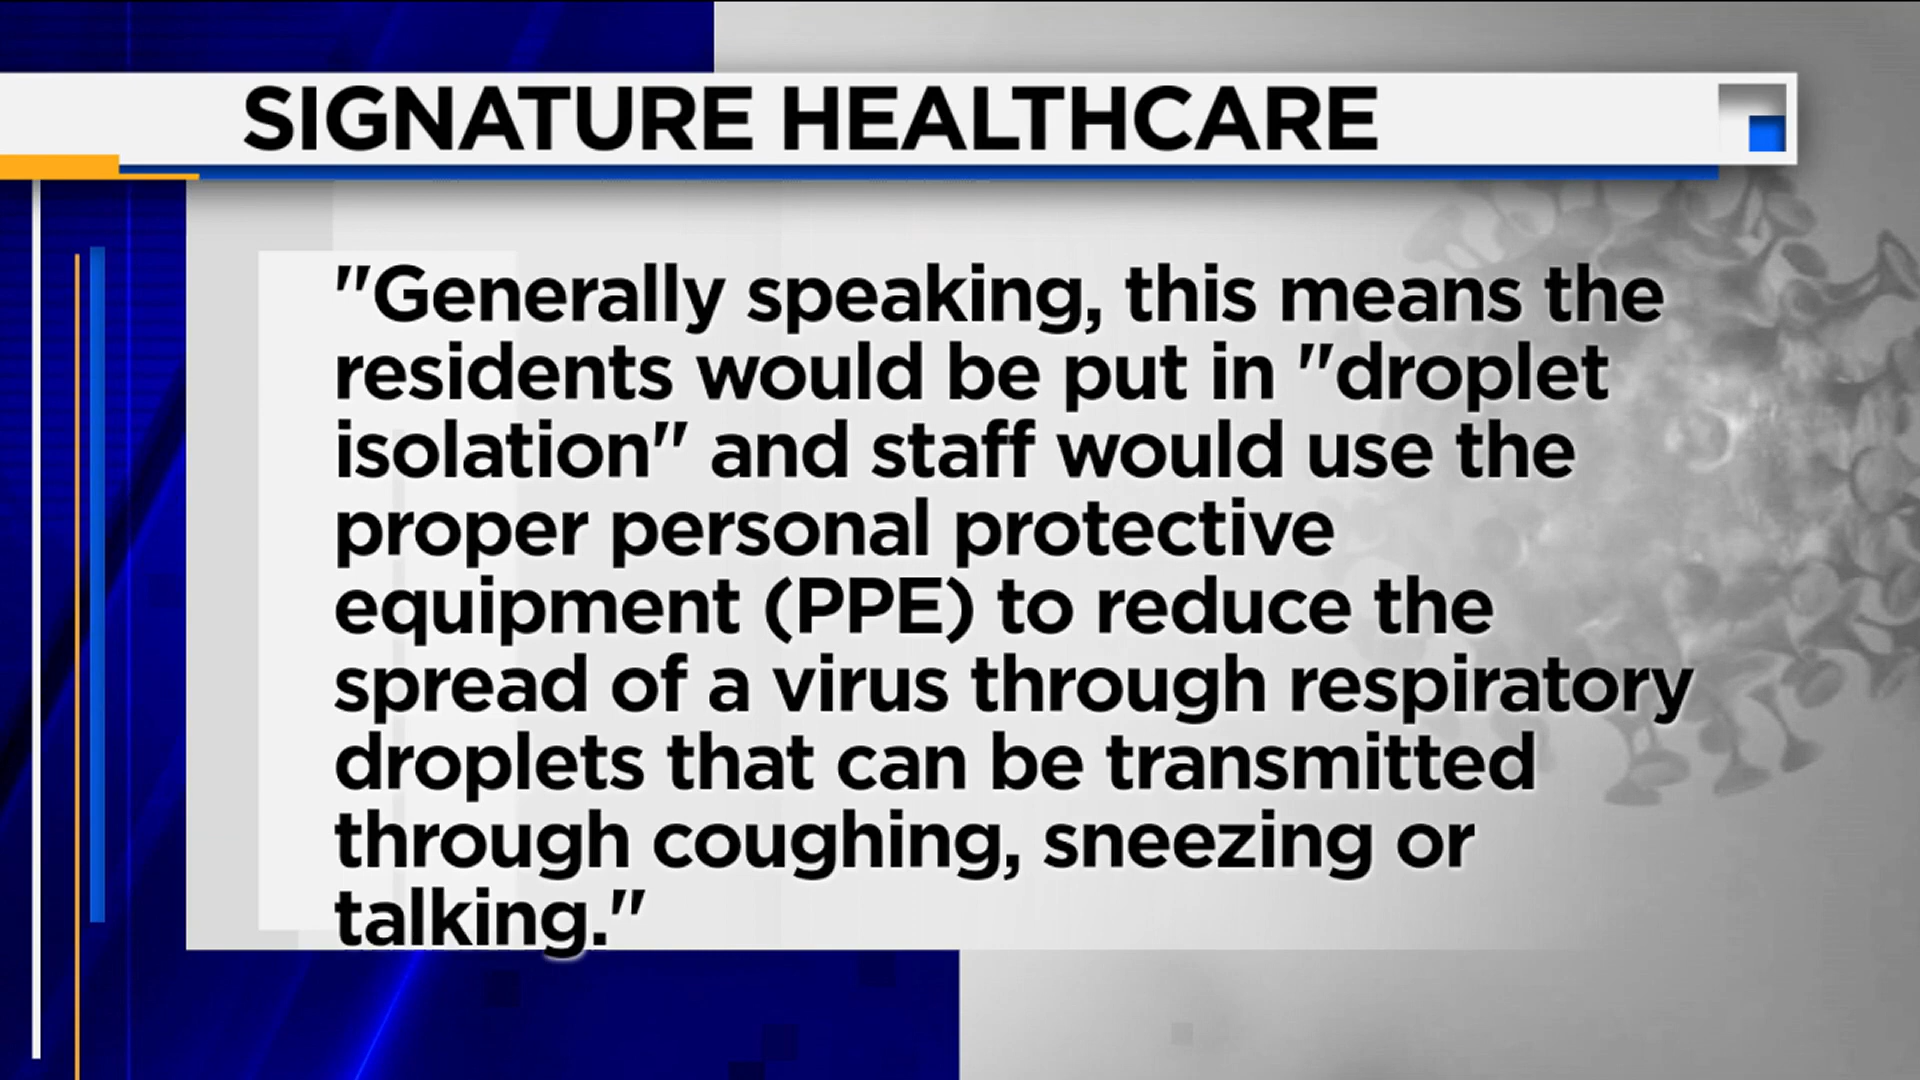 SIGNATURE HEALTHCARE
"Generally speaking, this means the
residents would be put in "droplet
isolation" and staff would use the
proper personal protective
equipment (PPE) to reduce the
spread of a virus through respiratory
droplets that can be transmitted
through coughing, sneezing or
talking."